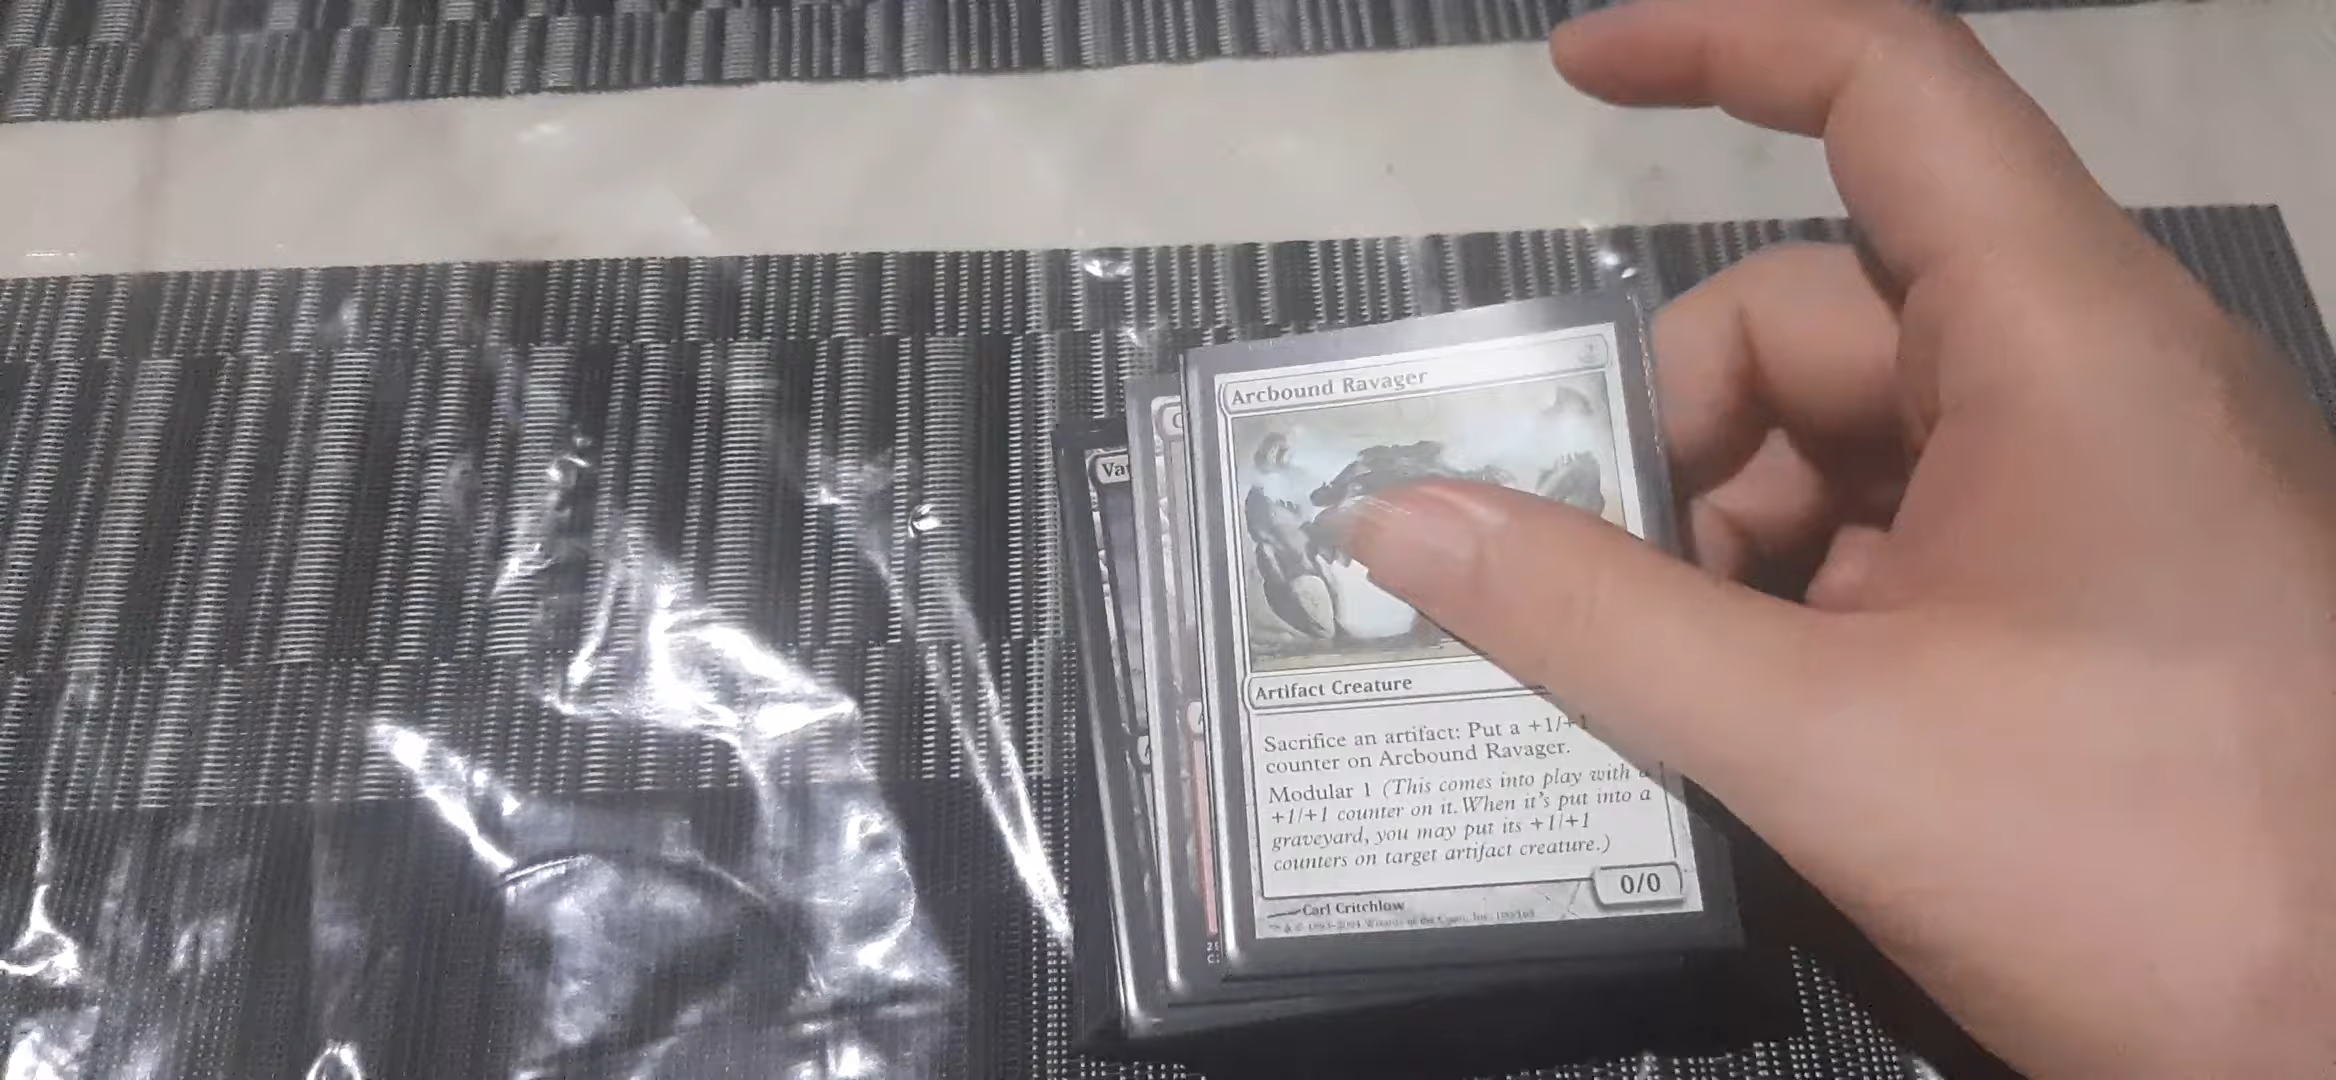 Arcbound Ravager
2
Va
Artifact Creature
Sacrifice an artifact: Put a +1/+1
counter on Arcbound Ravager.
Modular 1 (This comes into play with a
+1/+1 counter on it. When it's put into a
graveyard, you may put its +1/+1
counters on target artifact creature.)
0/0
Carl Critchlow